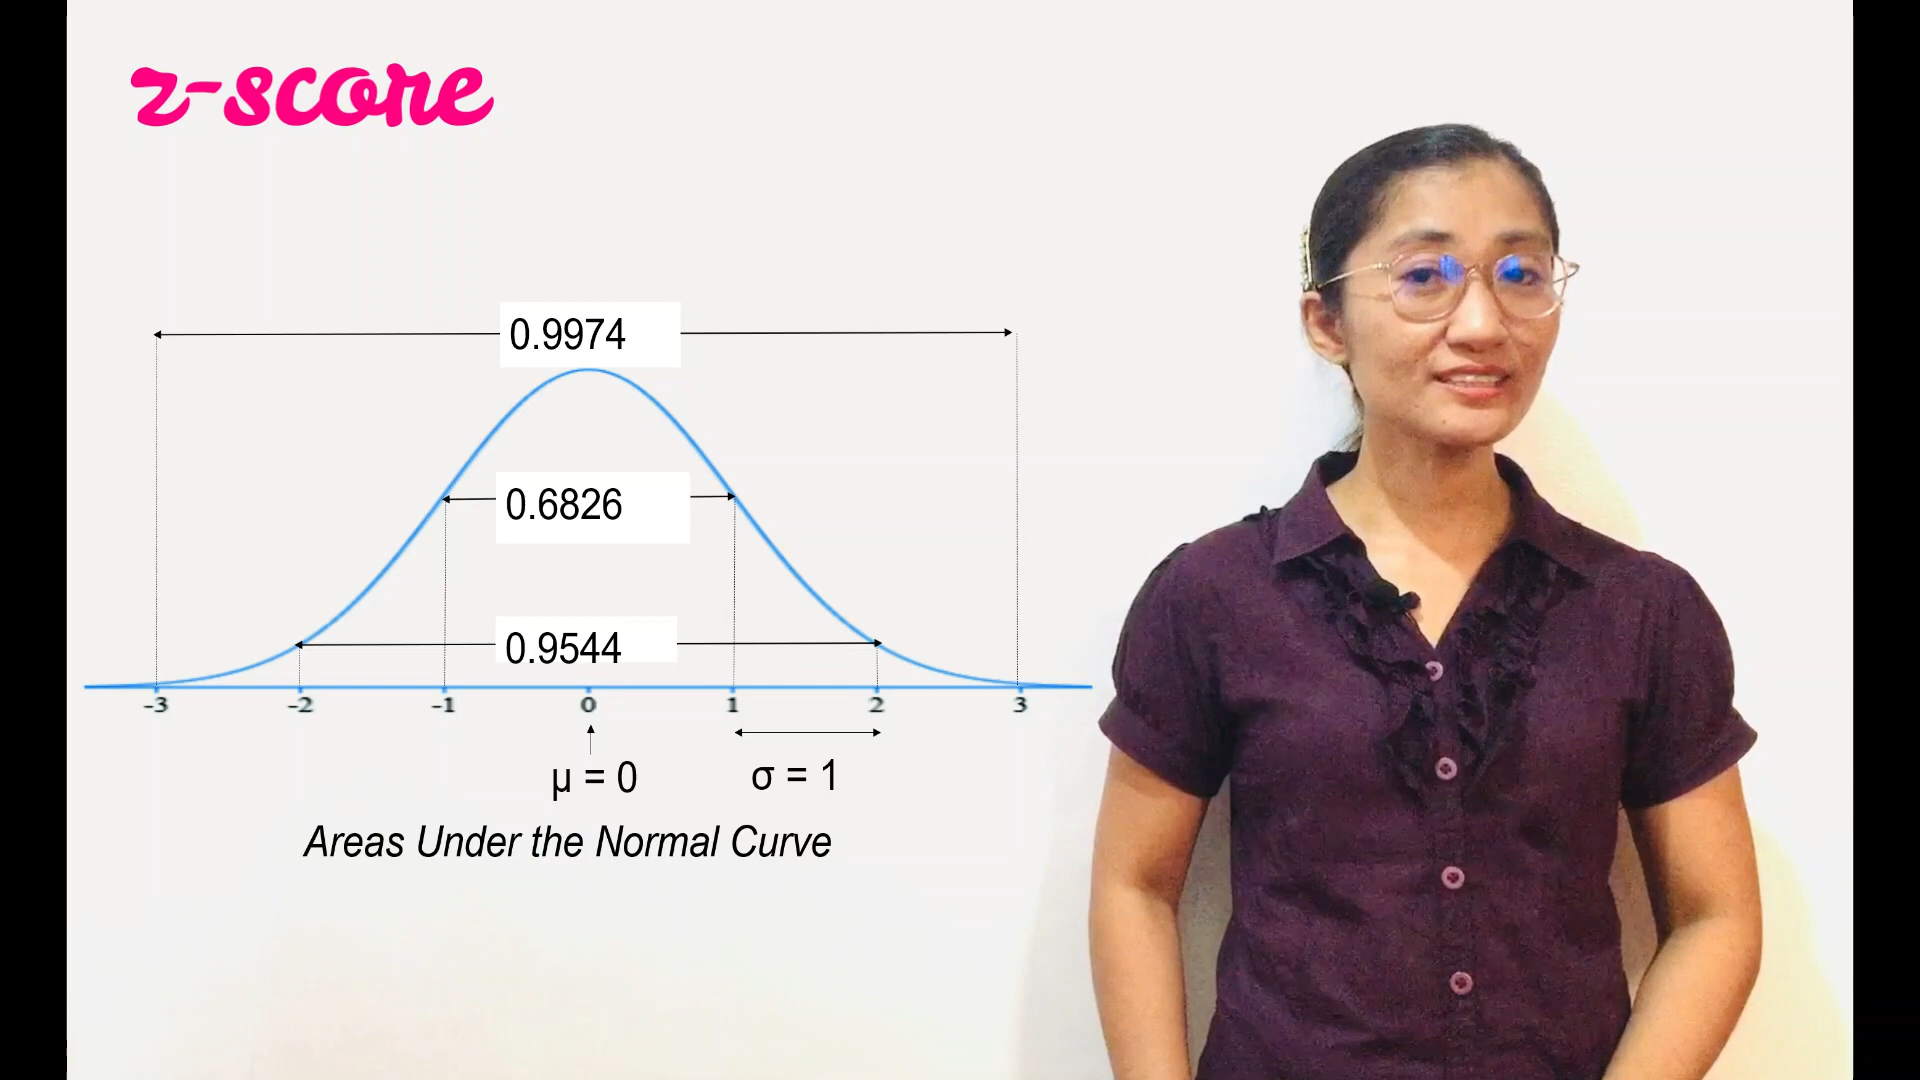 z-score
0.9974
0.6826
0.9544
-3 -2 -1 0 1 2 3
μ = 0 σ = 1
Areas Under the Normal Curve